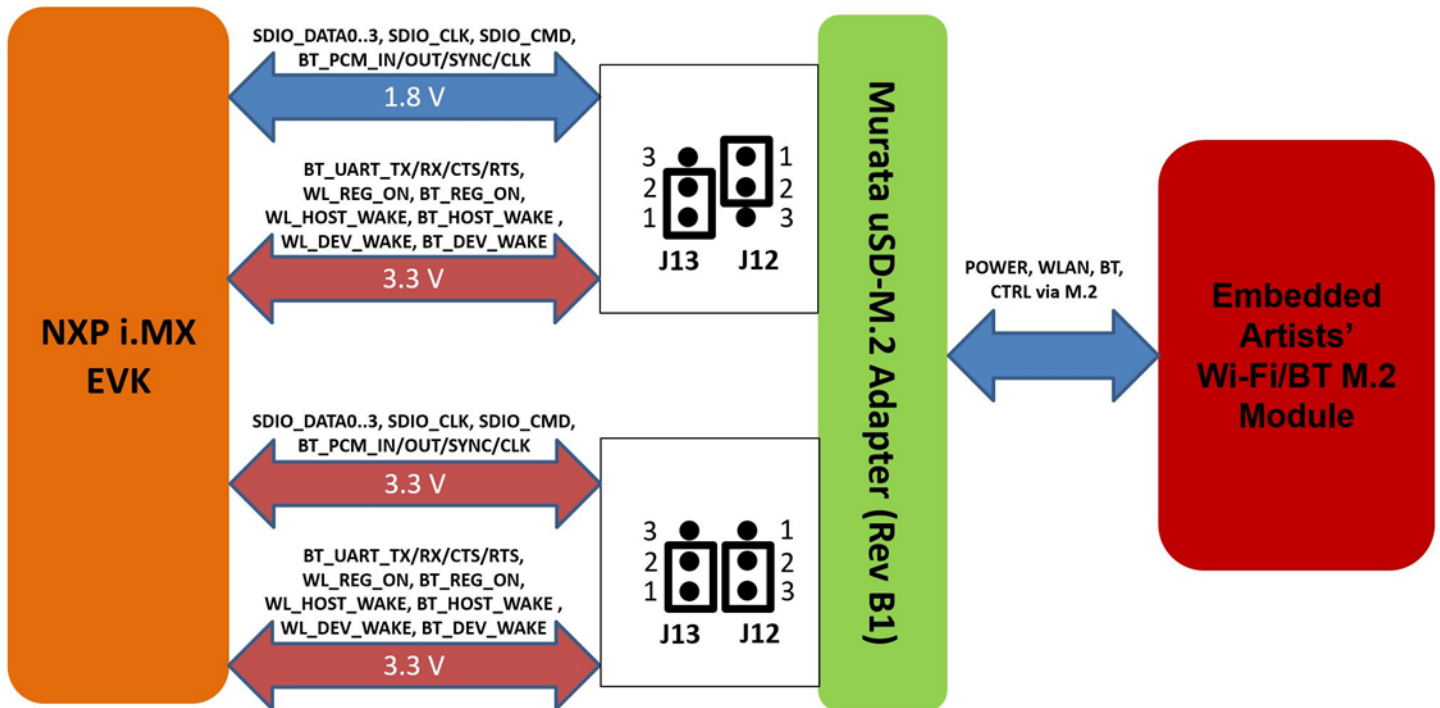 NXP i.MX
EVK
SDIO_DATA0..3, SDIO_CLK, SDIO_CMD,
BT_PCM_IN/OUT/SYNC/CLK
1.8 V
BT_UART_TX/RX/CTS/RTS,
WL_REG_ON, BT_REG_ON,
WL_HOST_WAKE, BT_HOST_WAKE ,
WL_DEV_WAKE, BT_DEV_WAKE
3.3 V
3 1
2 2
1 3
J13 J12
SDIO_DATA0..3, SDIO_CLK, SDIO_CMD,
BT_PCM_IN/OUT/SYNC/CLK
3.3 V
BT_UART_TX/RX/CTS/RTS,
WL_REG_ON, BT_REG_ON,
WL_HOST_WAKE, BT_HOST_WAKE ,
WL_DEV_WAKE, BT_DEV_WAKE
3.3 V
3 1
2 2
1 3
J13 J12
Murata uSD-M.2 Adapter (Rev B1)
POWER, WLAN, BT,
CTRL via M.2
Embedded
Artists’
Wi-Fi/BT M.2
Module